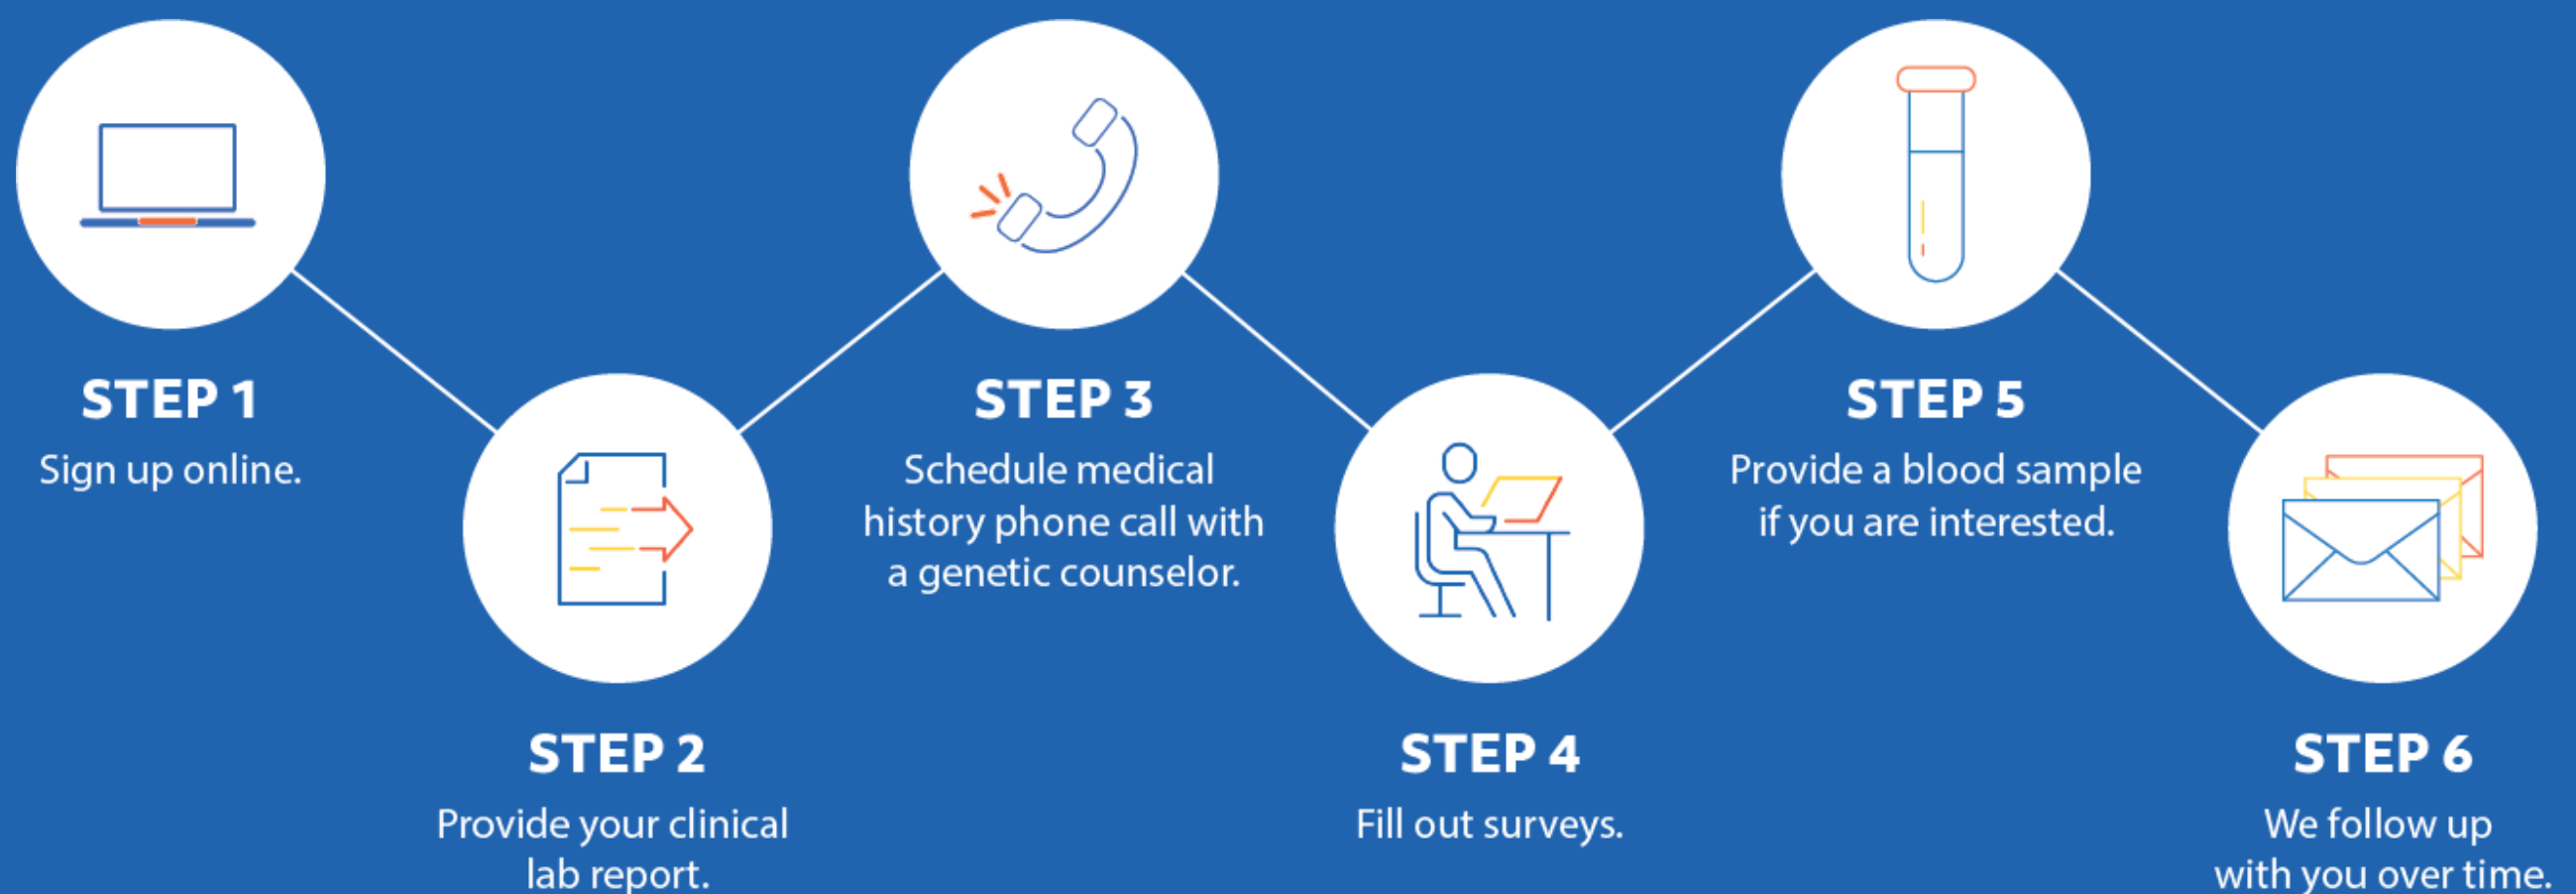 STEP 1
Sign up online.
STEP 2
Provide your clinical
lab report.
STEP 3
Schedule medical
history phone call with
a genetic counselor.
STEP 4
Fill out surveys.
STEP 5
Provide a blood sample
if you are interested.
STEP 6
We follow up
with you over time.